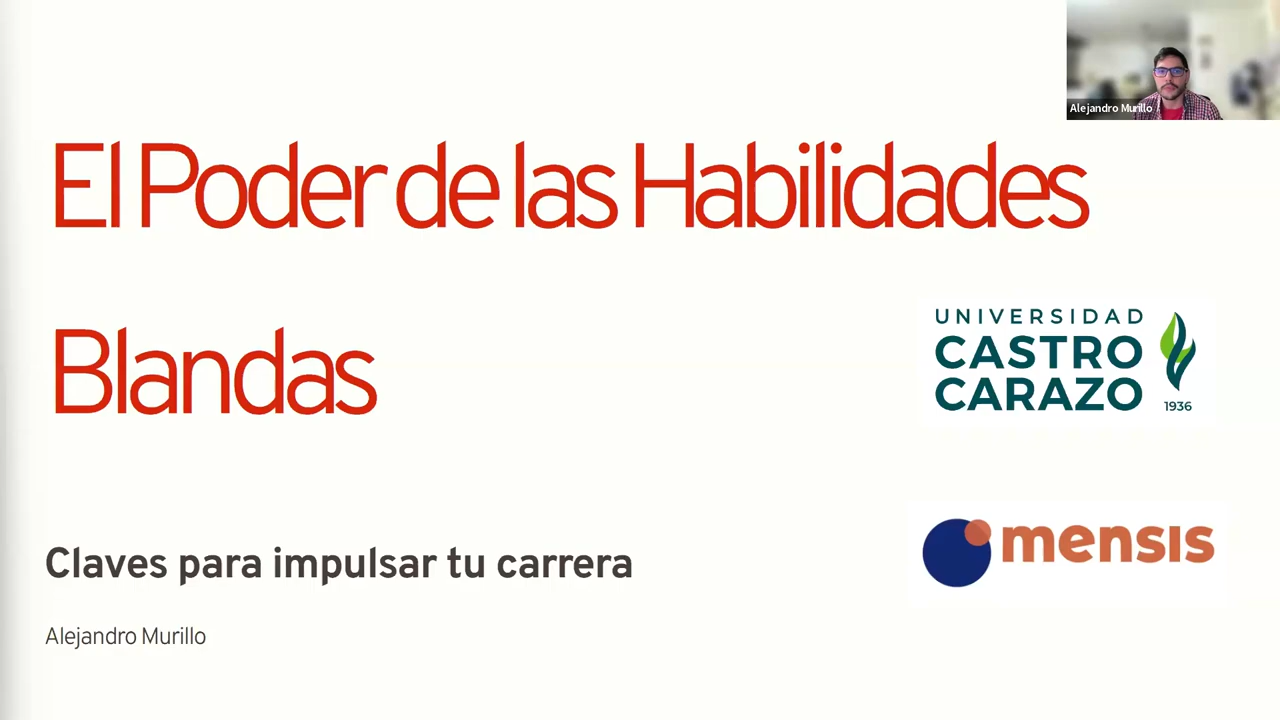 Alejandro Murillo
El Poder de las Habilidades
Blandas
UNIVERSIDAD
CASTRO
CARAZO
1936
mensis
Claves para impulsar tu carrera
Alejandro Murillo